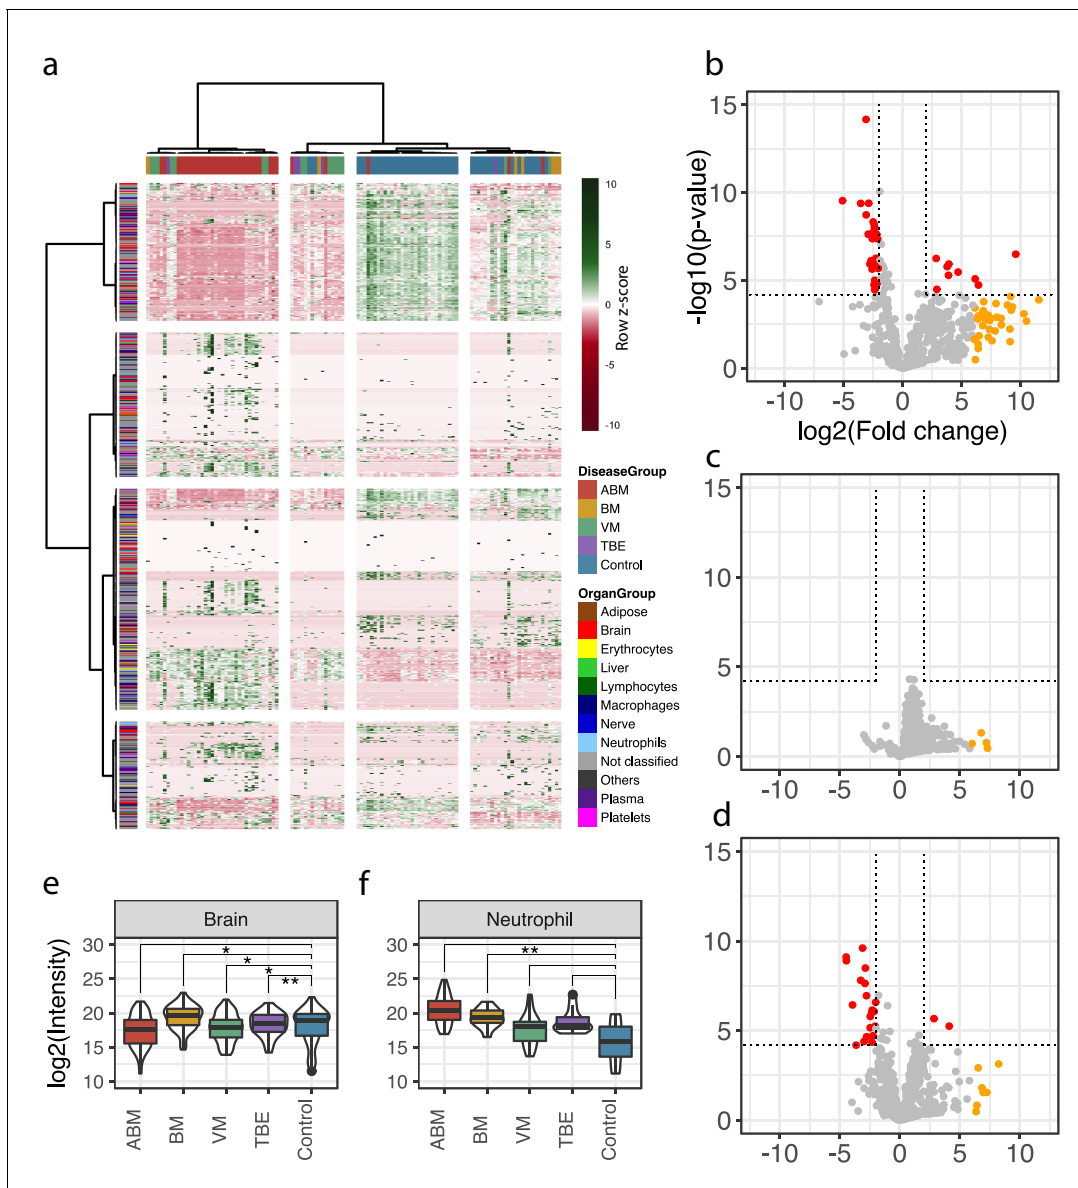 a
10
5
0
-5
-10
Row z-score
DiseaseGroup
ABM
BM
VM
TBE
Control
OrganGroup
Adipose
Brain
Erythrocytes
Liver
Lymphocytes
Macrophages
Nerve
Neutrophils
Not classified
Others
Plasma
Platelets
b
15
10
5
0
-10 -5 0 5 10
-log10(p-value)
log2(Fold change)
c
15
10
5
0
-10 -5 0 5 10
d
15
10
5
0
-10 -5 0 5 10
e
Brain
30
25
20
15
10
log2(Intensity)
*
*
*
**
ABM BM VM TBE Control
f
Neutrophil
30
25
20
15
10
**
ABM BM VM TBE Control